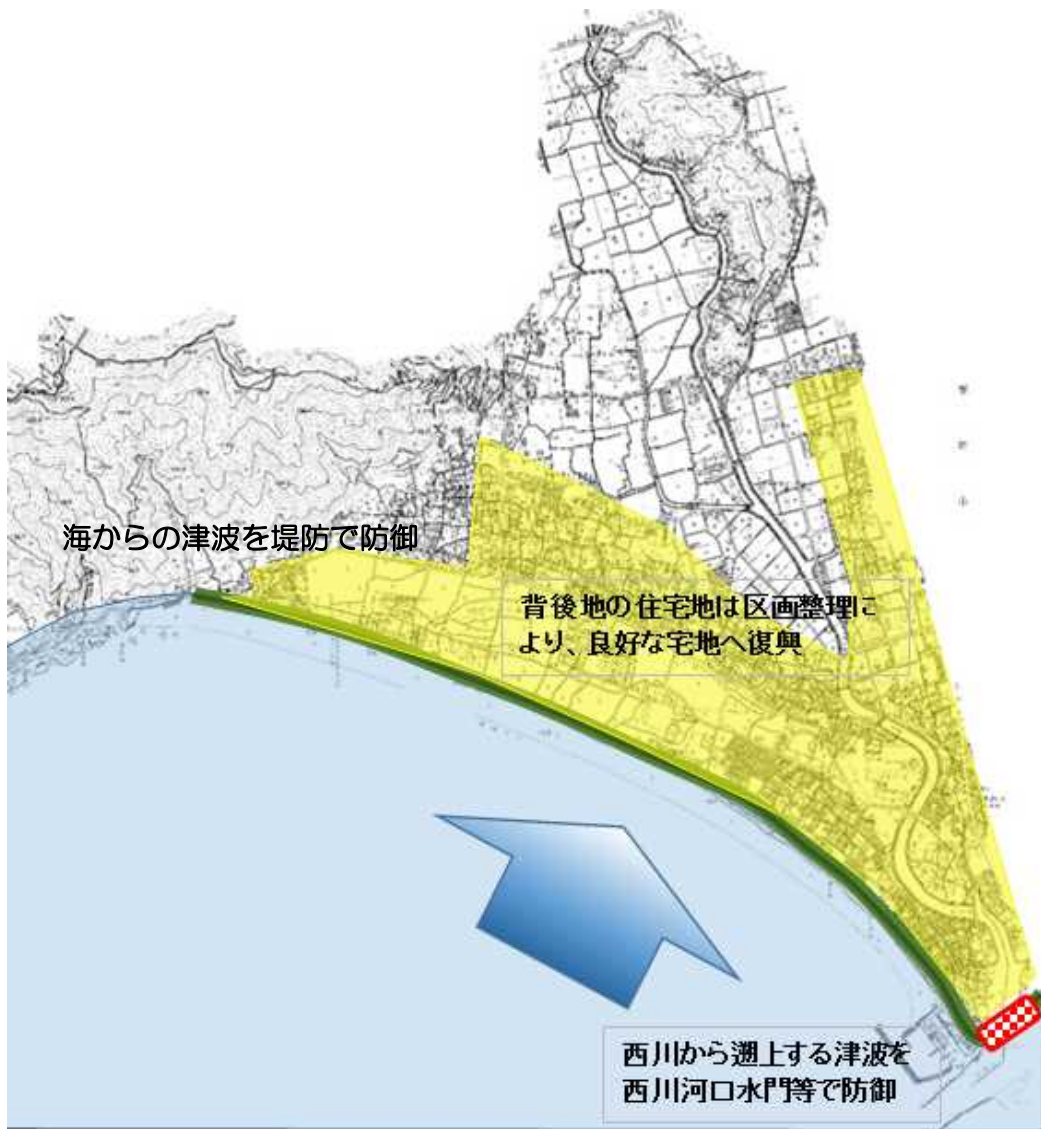 海からの津波を堤防で防御
背後地の住宅地は区画整理に
より、良好な宅地へ復興
西川から遡上する津波を
西川河口水門等で防御